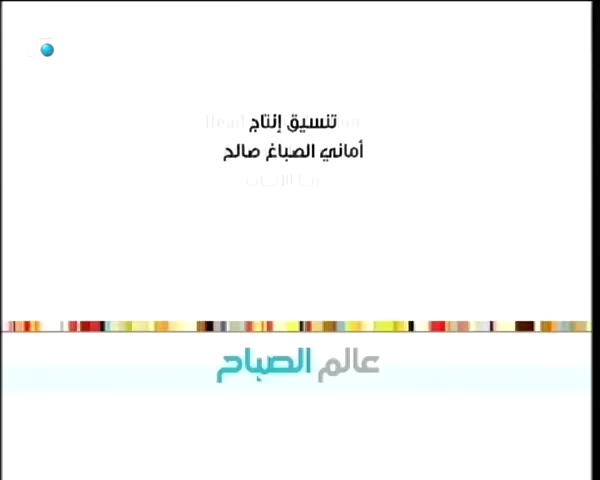 تنسيق إنتاج
أماني الصباغ صالح
عالم الصباح